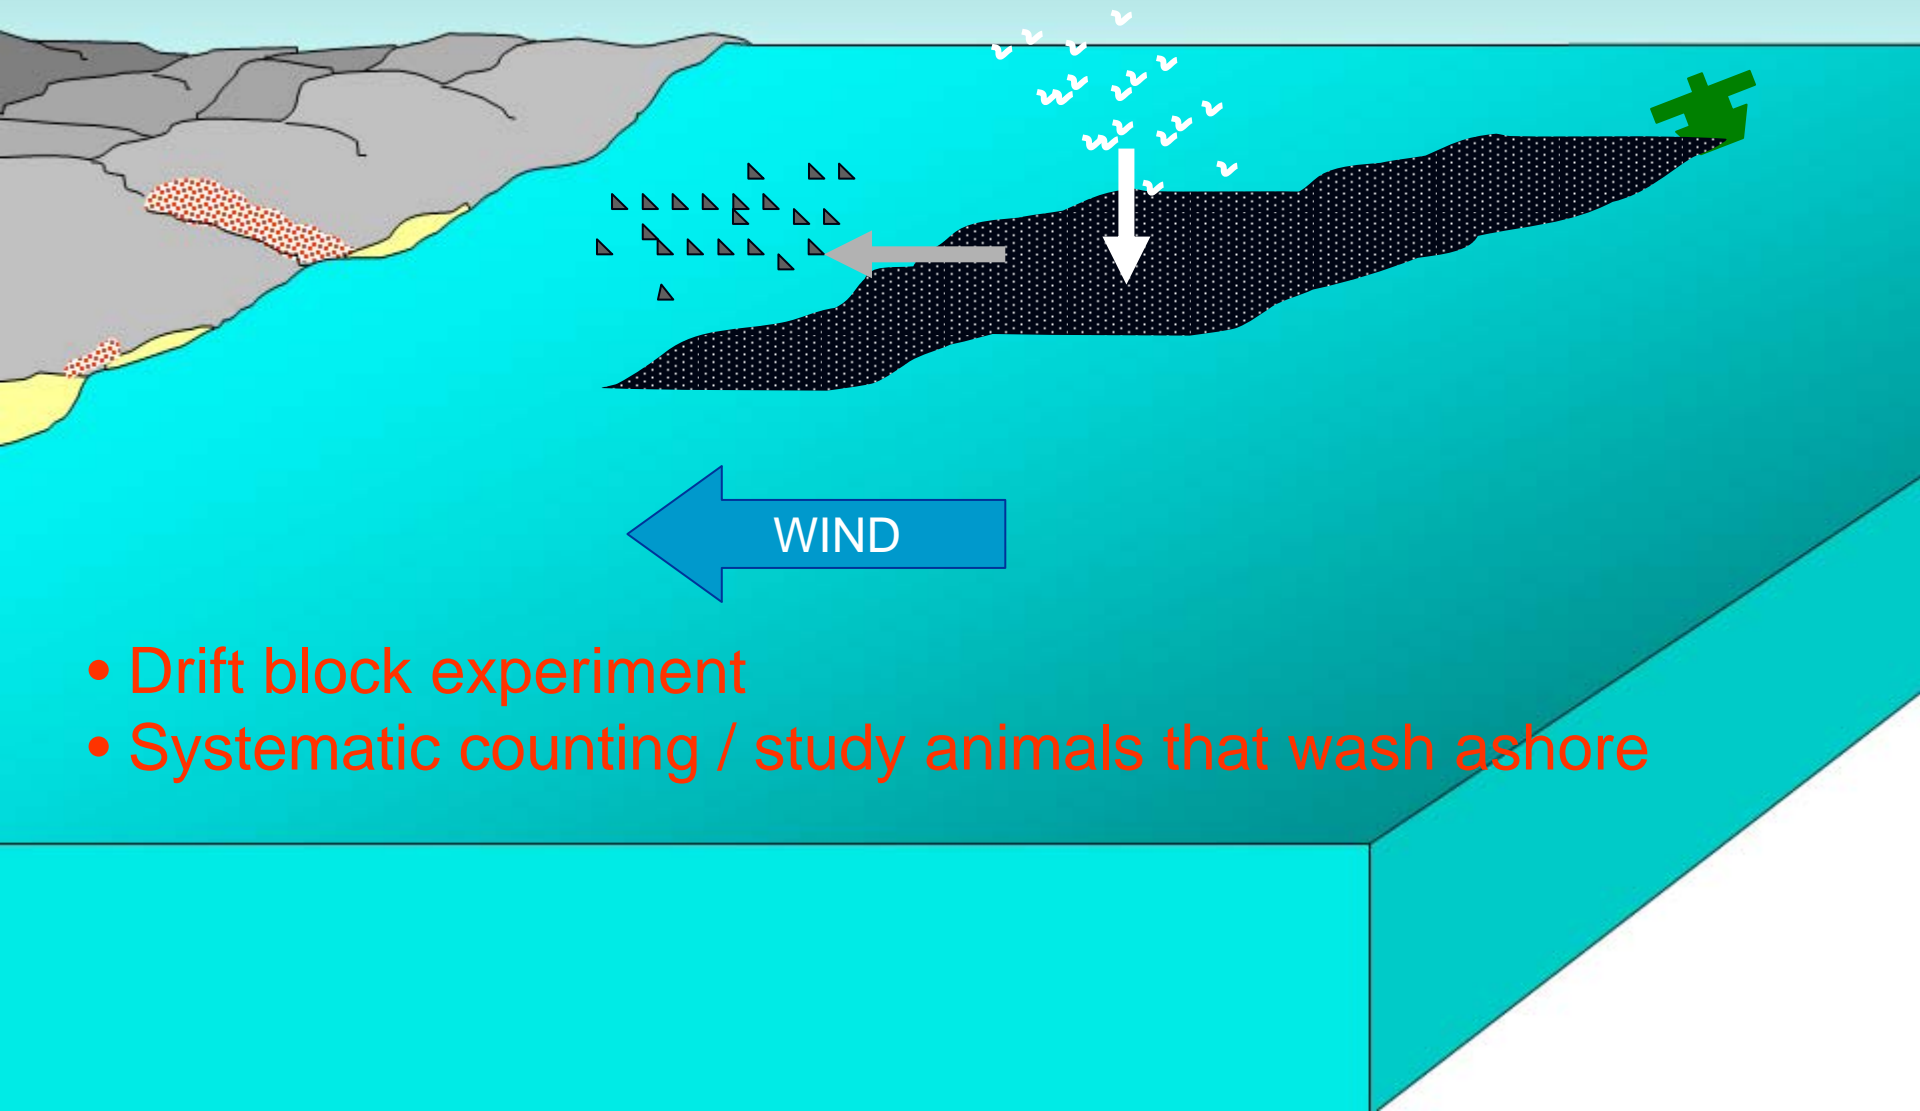 WIND
• Drift block experiment
• Systematic counting / study animals that wash ashore